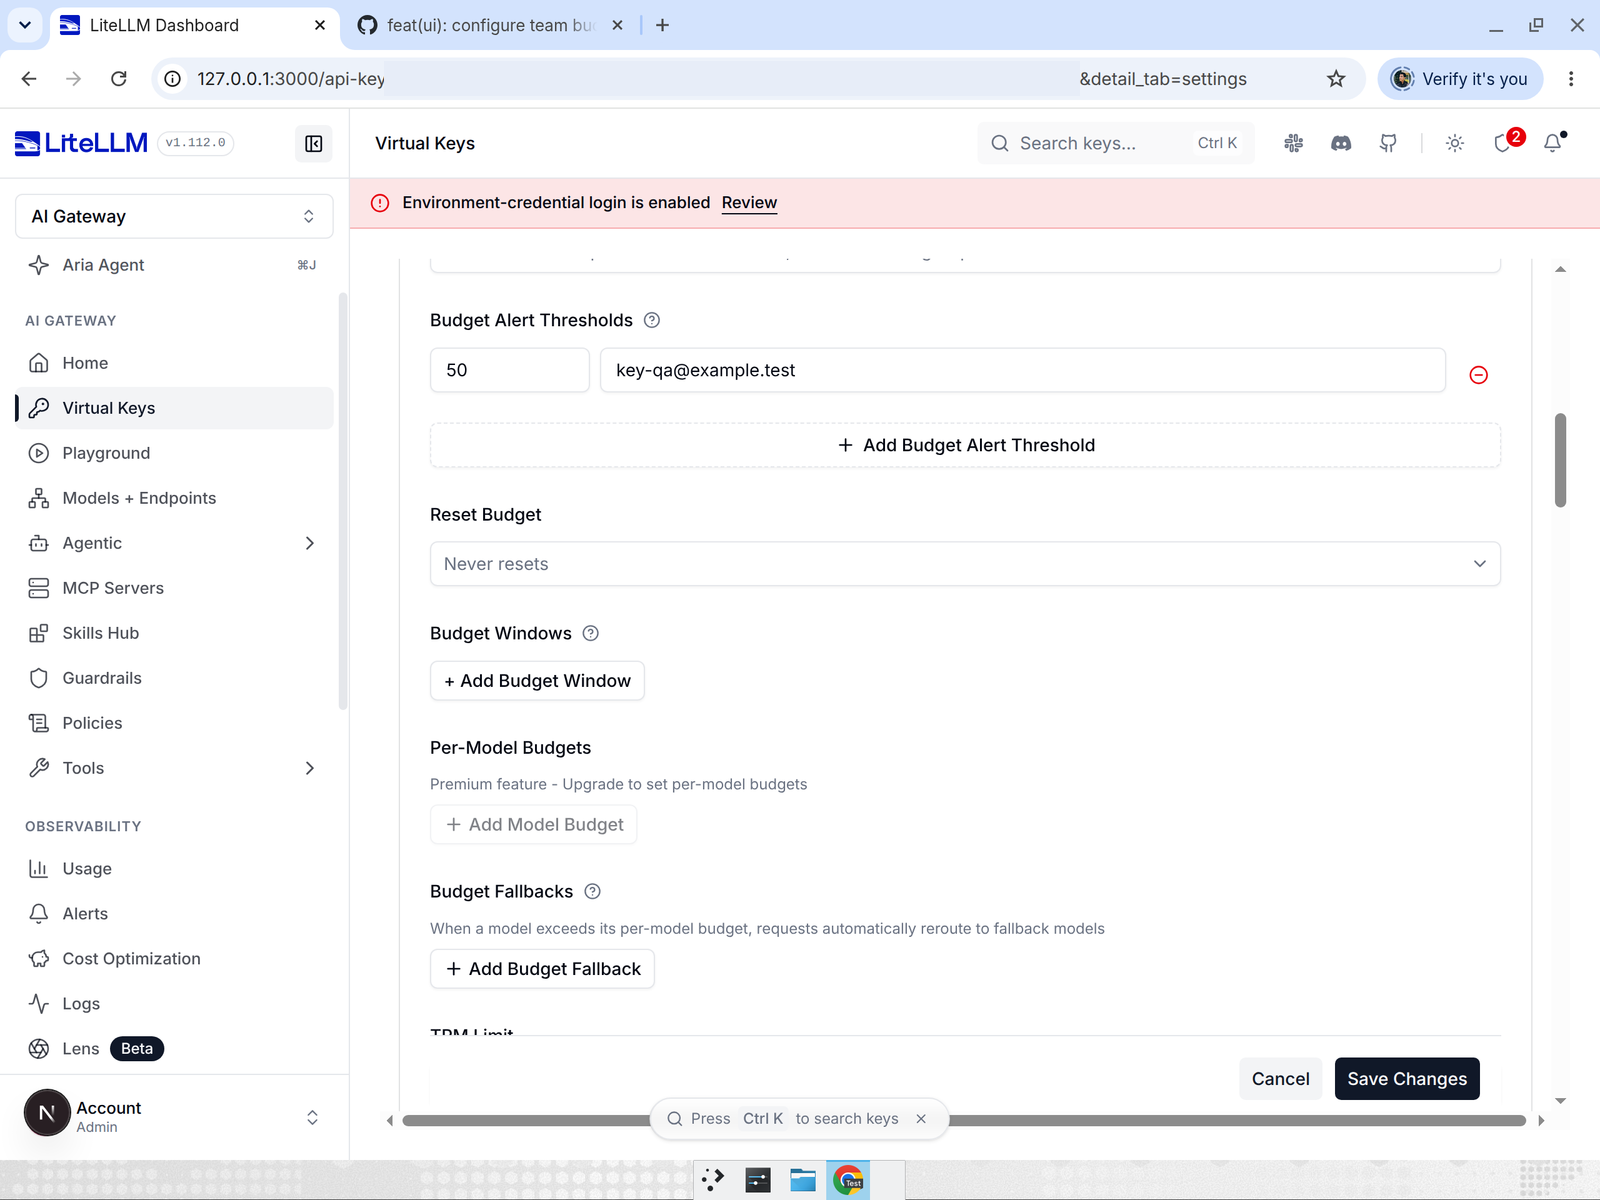 LiteLLM Dashboard
feat(ui): configure team bu
127.0.0.1:3000/api-key
&detail_tab=settings
Verify it's you
LiteLLM
v1.112.0
Virtual Keys
Search keys...
Ctrl K
2
AI Gateway
Environment-credential login is enabled Review
Aria Agent
⌘J
AI GATEWAY
Home
Virtual Keys
Playground
Models + Endpoints
Agentic
MCP Servers
Skills Hub
Guardrails
Policies
Tools
OBSERVABILITY
Usage
Alerts
Cost Optimization
Logs
Lens Beta
N
Account
Admin
Budget Alert Thresholds
50
key-qa@example.test
Add Budget Alert Threshold
Reset Budget
Never resets
Budget Windows
+ Add Budget Window
Per-Model Budgets
Premium feature - Upgrade to set per-model budgets
+ Add Model Budget
Budget Fallbacks
When a model exceeds its per-model budget, requests automatically reroute to fallback models
+ Add Budget Fallback
TPM Limit
Cancel
Save Changes
Press Ctrl K to search keys
Test